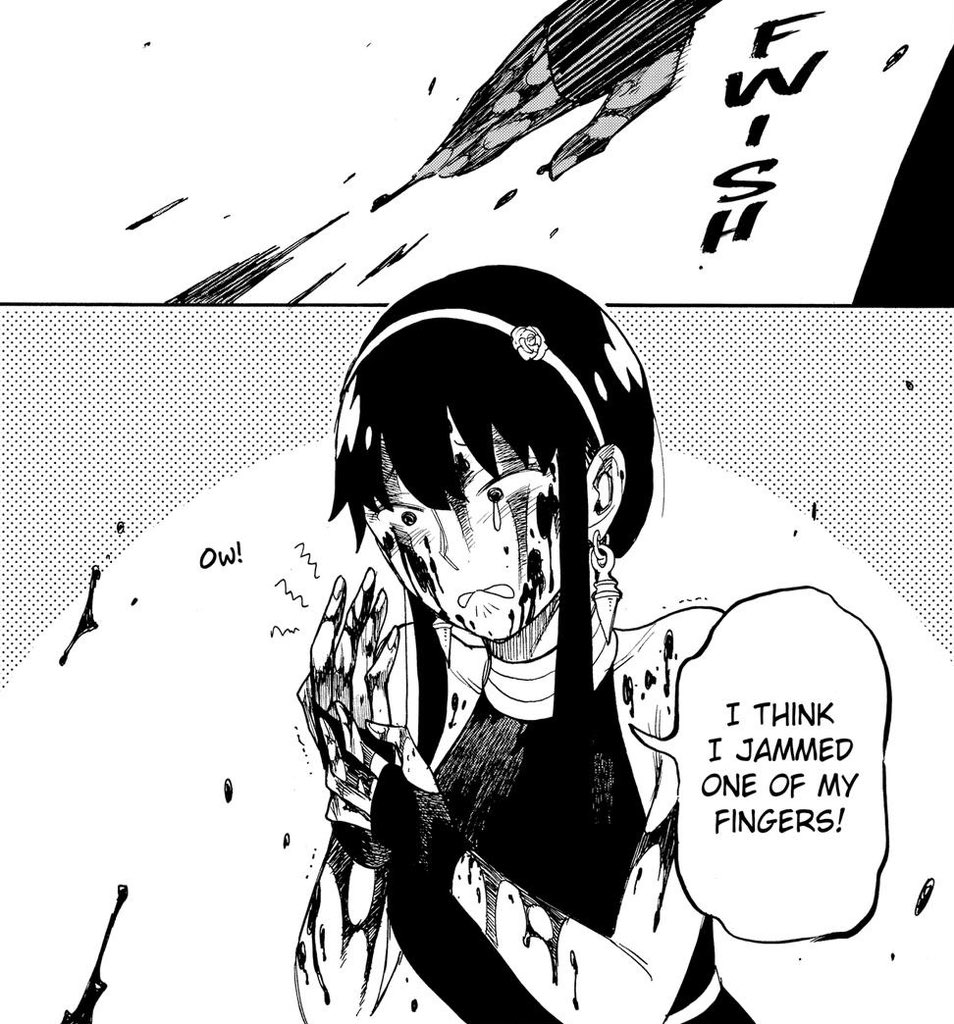 FWISH
OW!
I THINK
I JAMMED
ONE OF MY
FINGERS!